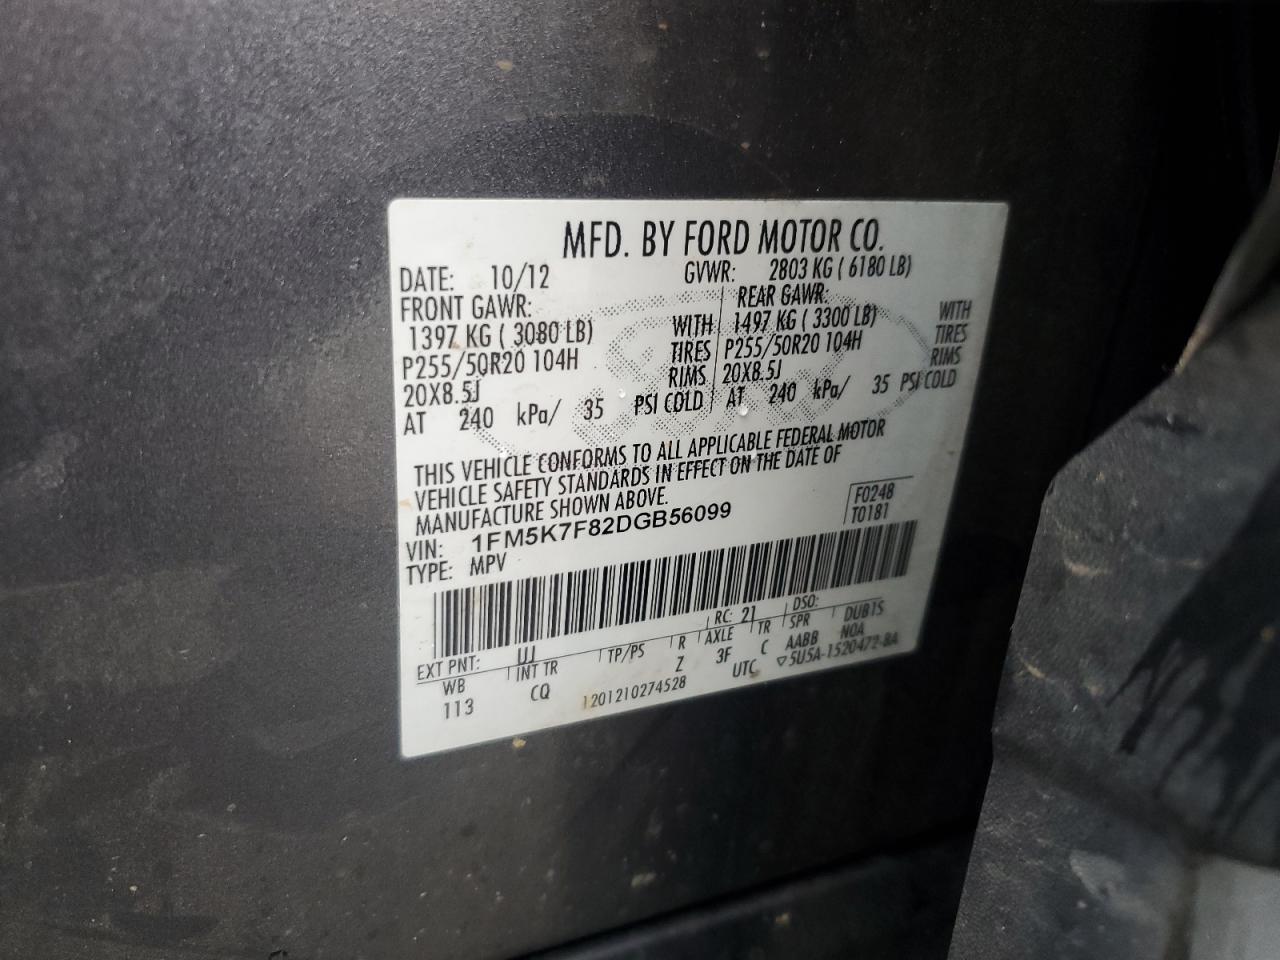 MFD. BY FORD MOTOR CO.
DATE: 10/12 GVWR: 2803 KG ( 6180 LB)
FRONT GAWR: REAR GAWR:
1397 KG ( 3080 LB) WITH 1497 KG ( 3300 LB) WITH
P255/50R20 104H TIRES P255/50R20 104H TIRES
20X8.5J RIMS 20X8.5J RIMS
AT 240 kPa/ 35 PSI COLD AT 240 kPa/ 35 PSI COLD
THIS VEHICLE CONFORMS TO ALL APPLICABLE FEDERAL MOTOR
VEHICLE SAFETY STANDARDS IN EFFECT ON THE DATE OF
MANUFACTURE SHOWN ABOVE.
F0248
T0181
VIN: 1FM5K7F82DGB56099
TYPE: MPV
EXT PNT: UJ RC: 21 DSO:
WB INT TR TP/PS R AXLE TR SPR DUB1S
113 CQ Z 3F C AABB NOA
1201210274528 UTC ▽5U5A-1520472-BA